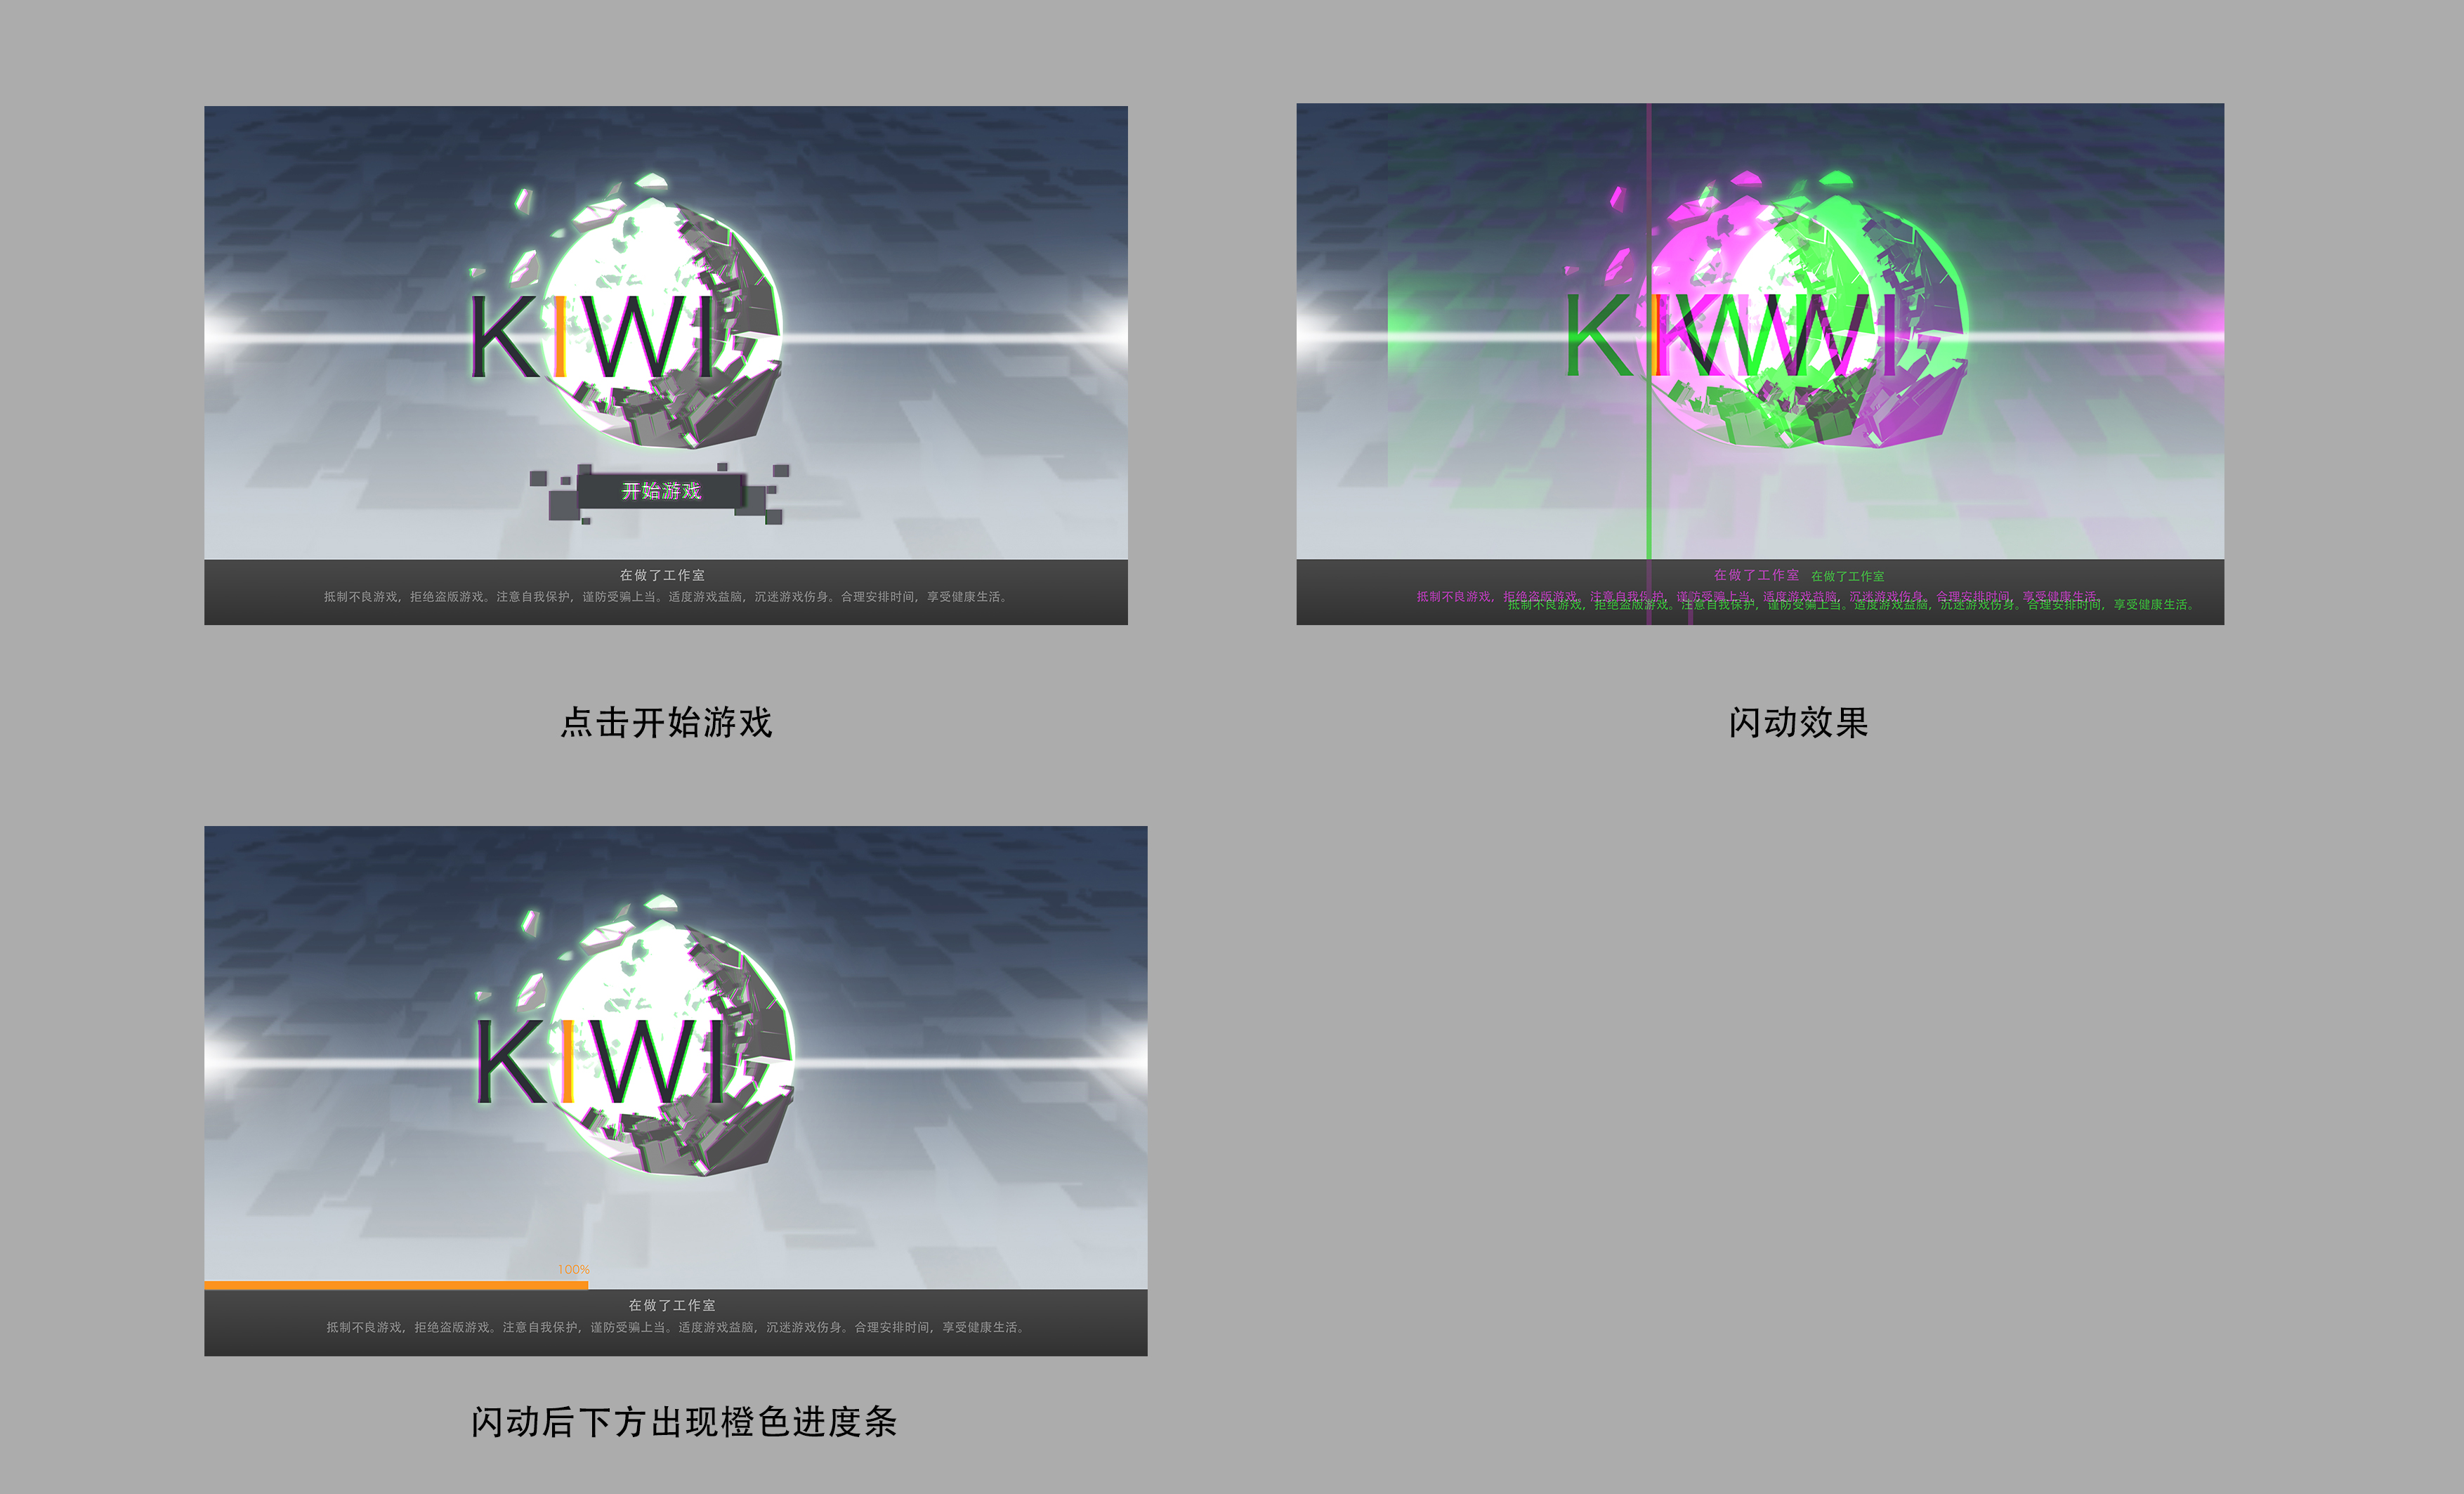 KIWI
开始游戏
在做了工作室
抵制不良游戏，拒绝盗版游戏。注意自我保护，谨防受骗上当。适度游戏益脑，沉迷游戏伤身。合理安排时间，享受健康生活。
点击开始游戏
KIWI
KIWI
在做了工作室 在做了工作室
抵制不良游戏，拒绝盗版游戏。注意自我保护，谨防受骗上当。适度游戏益脑，沉迷游戏伤身。合理安排时间，享受健康生活。
抵制不良游戏，拒绝盗版游戏。注意自我保护，谨防受骗上当。适度游戏益脑，沉迷游戏伤身。合理安排时间，享受健康生活。
闪动效果
KIWI
100%
在做了工作室
抵制不良游戏，拒绝盗版游戏。注意自我保护，谨防受骗上当。适度游戏益脑，沉迷游戏伤身。合理安排时间，享受健康生活。
闪动后下方出现橙色进度条